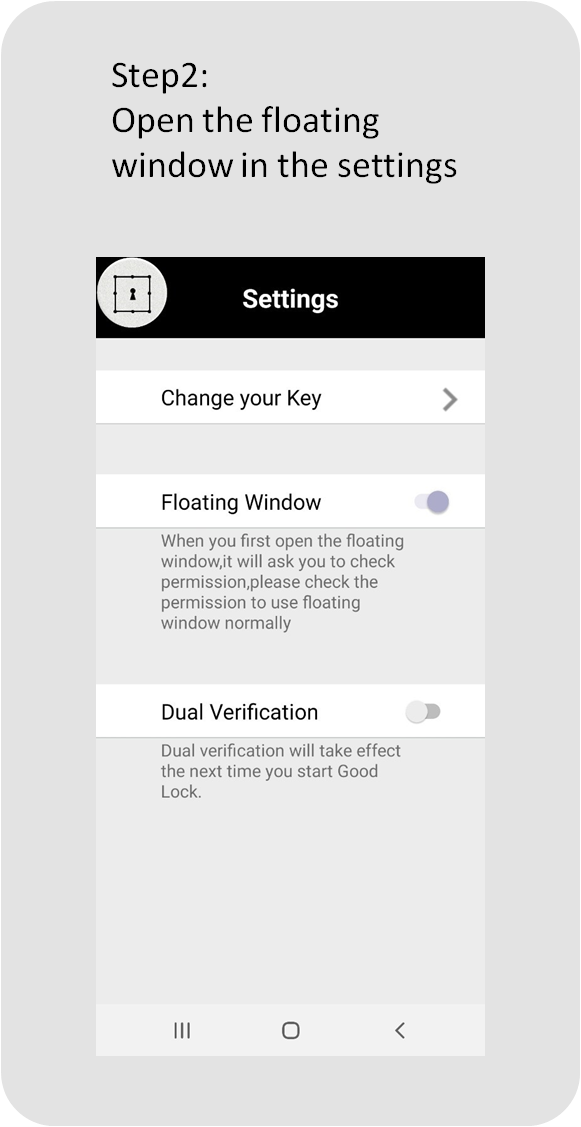 Step2:
Open the floating
window in the settings
Settings
Change your Key
Floating Window
When you first open the floating
window,it will ask you to check
permission,please check the
permission to use floating
window normally
Dual Verification
Dual verification will take effect
the next time you start Good
Lock.